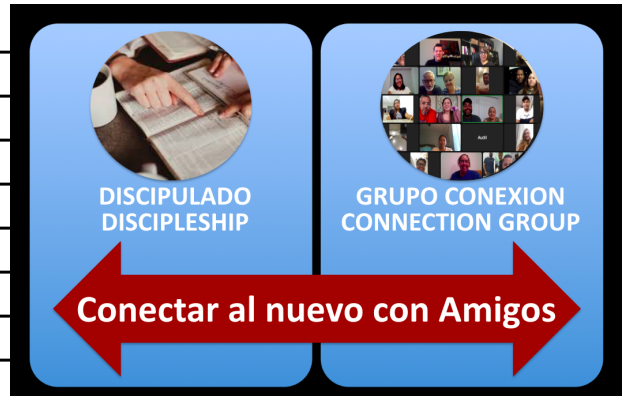 DISCIPULADO
DISCIPLESHIP
GRUPO CONEXION
CONNECTION GROUP
Conectar al nuevo con Amigos